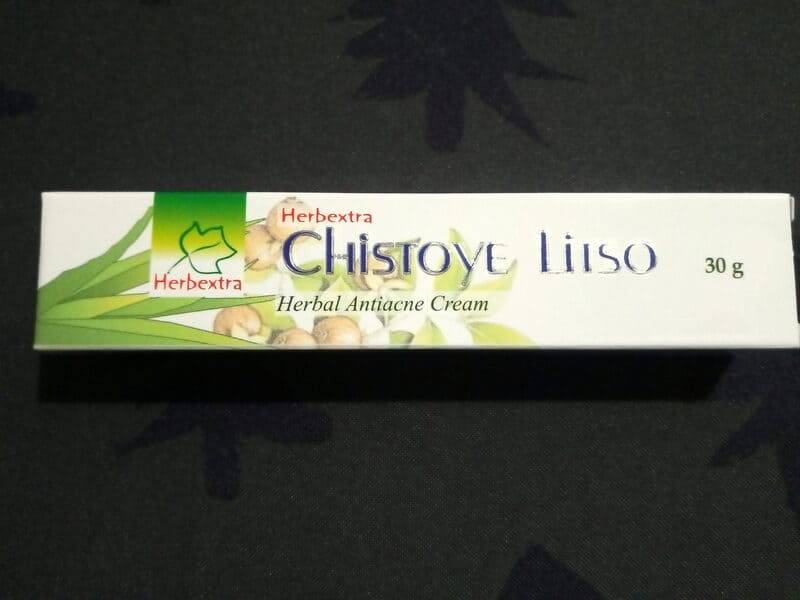 Herbextra
Herbextra
Chistoye Litso
Herbal Antiacne Cream
30 g